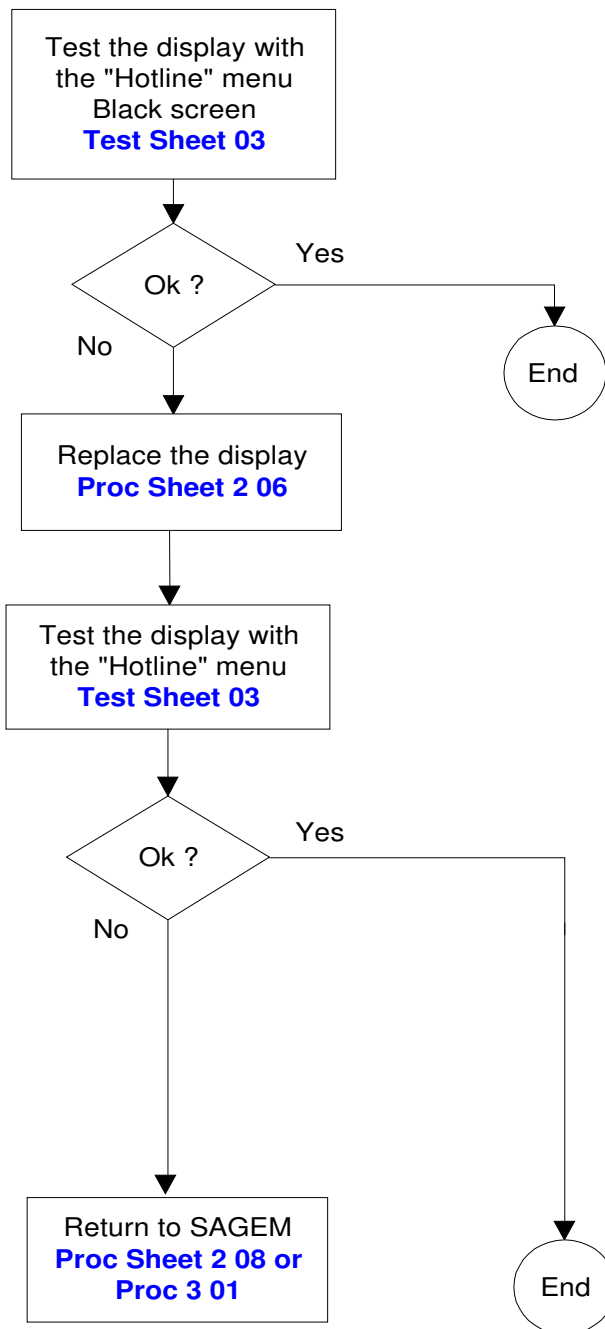 Test the display with
the "Hotline" menu
Black screen
Test Sheet 03
Ok ?
Yes
No
End
Replace the display
Proc Sheet 2 06
Test the display with
the "Hotline" menu
Test Sheet 03
Ok ?
Yes
No
Return to SAGEM
Proc Sheet 2 08 or
Proc 3 01
End